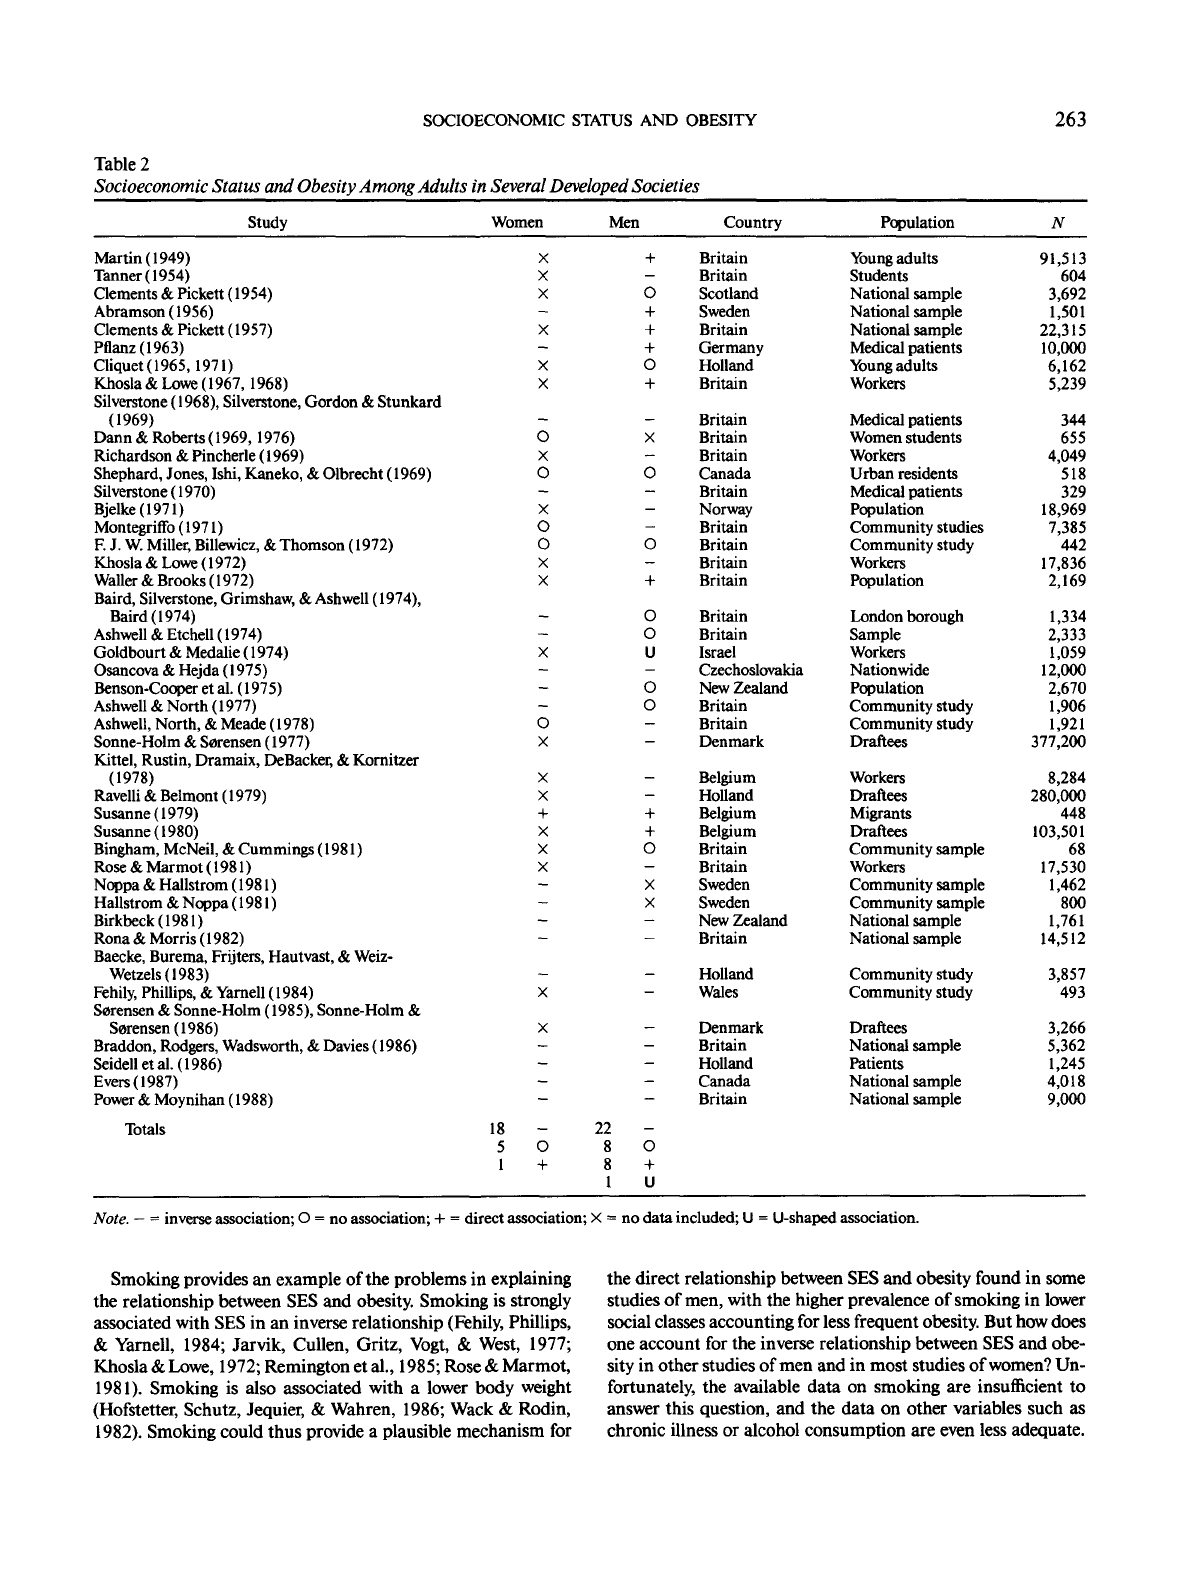 SOCIOECONOMIC STATUS AND OBESITY 263
Table 2
Socioeconomic Status and Obesity Among Adults in Several Developed Societies
Study Women Men Country Population N
Martin (1949) × + Britain Young adults 91,513
Tanner (1954) × − Britain Students 604
Clements & Pickett (1954) × O Scotland National sample 3,692
Abramson (1956) − + Sweden National sample 1,501
Clements & Pickett (1957) × + Britain National sample 22,315
Pflanz (1963) − + Germany Medical patients 10,000
Cliquet (1965, 1971) × O Holland Young adults 6,162
Khosla & Lowe (1967, 1968) × + Britain Workers 5,239
Silverstone (1968), Silverstone, Gordon & Stunkard
(1969) − − Britain Medical patients 344
Dann & Roberts (1969, 1976) O × Britain Women students 655
Richardson & Pincherle (1969) × − Britain Workers 4,049
Shephard, Jones, Ishi, Kaneko, & Olbrecht (1969) O O Canada Urban residents 518
Silverstone (1970) − − Britain Medical patients 329
Bjelke (1971) × − Norway Population 18,969
Montegriffo (1971) O − Britain Community studies 7,385
F. J. W. Miller, Billewicz, & Thomson (1972) O O Britain Community study 442
Khosla & Lowe (1972) × − Britain Workers 17,836
Waller & Brooks (1972) × + Britain Population 2,169
Baird, Silverstone, Grimshaw, & Ashwell (1974),
Baird (1974) − O Britain London borough 1,334
Ashwell & Etchell (1974) − O Britain Sample 2,333
Goldbourt & Medalie (1974) × U Israel Workers 1,059
Osancova & Hejda (1975) − − Czechoslovakia Nationwide 12,000
Benson-Cooper et al. (1975) − O New Zealand Population 2,670
Ashwell & North (1977) − O Britain Community study 1,906
Ashwell, North, & Meade (1978) O − Britain Community study 1,921
Sonne-Holm & Sørensen (1977) × − Denmark Draftees 377,200
Kittel, Rustin, Dramaix, DeBacker, & Kornitzer
(1978) × − Belgium Workers 8,284
Ravelli & Belmont (1979) × − Holland Draftees 280,000
Susanne (1979) + + Belgium Migrants 448
Susanne (1980) × + Belgium Draftees 103,501
Bingham, McNeil, & Cummings (1981) × O Britain Community sample 68
Rose & Marmot (1981) × − Britain Workers 17,530
Noppa & Hallstrom (1981) − × Sweden Community sample 1,462
Hallstrom & Noppa (1981) − × Sweden Community sample 800
Birkbeck (1981) − − New Zealand National sample 1,761
Rona & Morris (1982) − − Britain National sample 14,512
Baecke, Burema, Frijters, Hautvast, & Weiz-
Wetzels (1983) − − Holland Community study 3,857
Fehily, Phillips, & Yarnell (1984) × − Wales Community study 493
Sørensen & Sonne-Holm (1985), Sonne-Holm &
Sørensen (1986) × − Denmark Draftees 3,266
Braddon, Rodgers, Wadsworth, & Davies (1986) − − Britain National sample 5,362
Seidell et al. (1986) − − Holland Patients 1,245
Evers (1987) − − Canada National sample 4,018
Power & Moynihan (1988) − − Britain National sample 9,000
Totals 18 − 22 −
5 O 8 O
1 + 8 +
1 U
Note. − = inverse association; O = no association; + = direct association; × = no data included; U = U-shaped association.
Smoking provides an example of the problems in explaining
the relationship between SES and obesity. Smoking is strongly
associated with SES in an inverse relationship (Fehily, Phillips,
& Yarnell, 1984; Jarvik, Cullen, Gritz, Vogt, & West, 1977;
Khosla & Lowe, 1972; Remington et al., 1985; Rose & Marmot,
1981). Smoking is also associated with a lower body weight
(Hofstetter, Schutz, Jequier, & Wahren, 1986; Wack & Rodin,
1982). Smoking could thus provide a plausible mechanism for
the direct relationship between SES and obesity found in some
studies of men, with the higher prevalence of smoking in lower
social classes accounting for less frequent obesity. But how does
one account for the inverse relationship between SES and obe-
sity in other studies of men and in most studies of women? Un-
fortunately, the available data on smoking are insufficient to
answer this question, and the data on other variables such as
chronic illness or alcohol consumption are even less adequate.